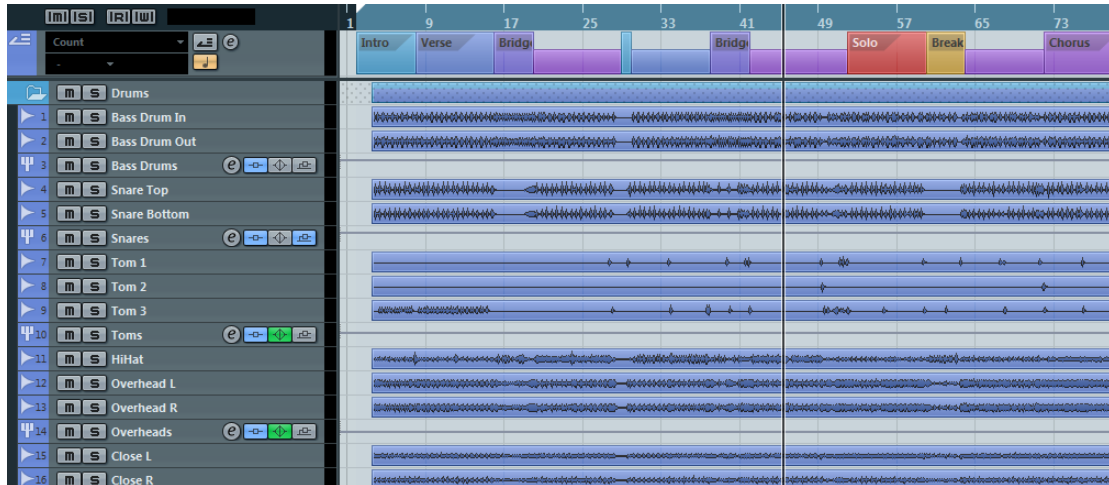 m S R W
1 9 17 25 33 41 49 57 65 73
Count e
Intro Verse Bridg Bridg Solo Break Chorus
-
m S Drums
1 m S Bass Drum In
2 m S Bass Drum Out
3 m S Bass Drums e
4 m S Snare Top
5 m S Snare Bottom
6 m S Snares e
7 m S Tom 1
8 m S Tom 2
9 m S Tom 3
10 m S Toms e
11 m S HiHat
12 m S Overhead L
13 m S Overhead R
14 m S Overheads e
15 m S Close L
16 m S Close R